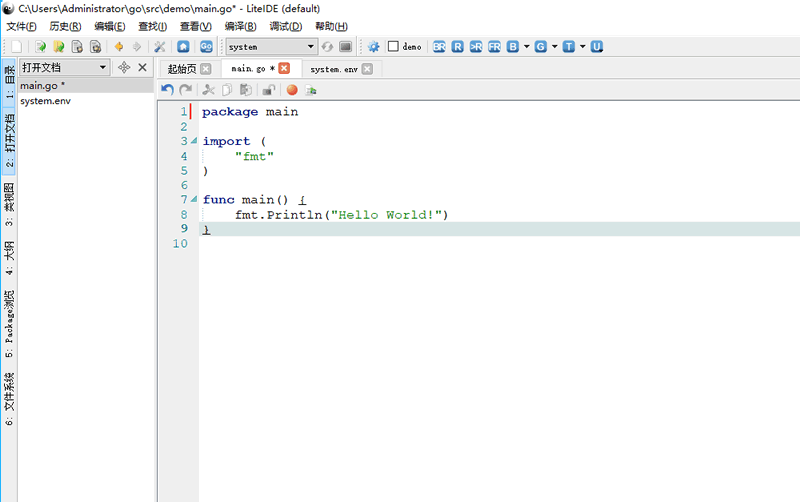 C:\Users\Administrator\go\src\demo\main.go* - LiteIDE (default)
文件(F) 历史(R) 编辑(E) 查找(I) 查看(V) 编译(B) 调试(D) 帮助(H)
Go system demo BR R >R FR B G T U
1: 目录
2: 打开文档
3: 类视图
4: 大纲
5: Package浏览
6: 文件系统
打开文档
main.go *
system.env
起始页 main.go * system.env
1 package main
2
3 import (
4 "fmt"
5 )
6
7 func main() {
8 fmt.Println("Hello World!")
9 }
10